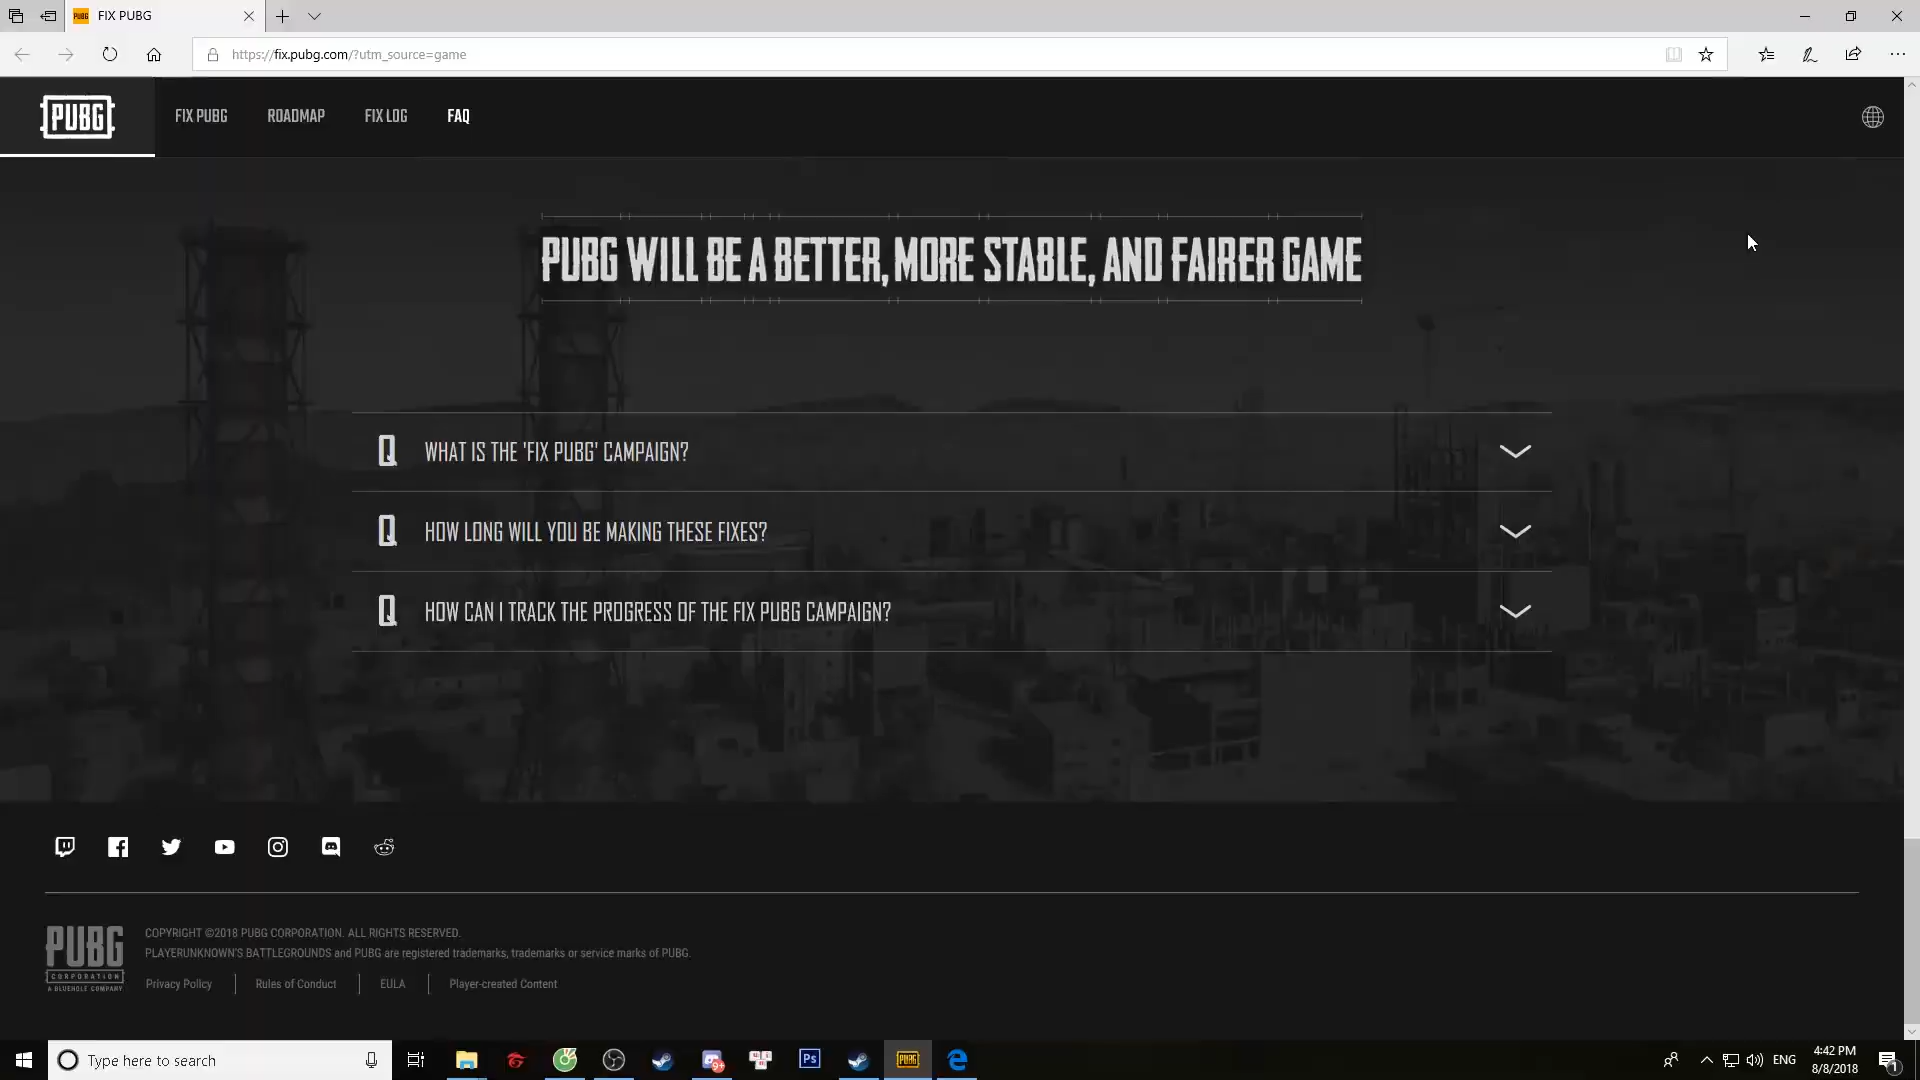 FIX PUBG
https://fix.pubg.com/?utm_source=game
PUBG
FIX PUBG
ROADMAP
FIX LOG
FAQ
PUBG WILL BE A BETTER, MORE STABLE, AND FAIRER GAME
Q WHAT IS THE 'FIX PUBG' CAMPAIGN?
Q HOW LONG WILL YOU BE MAKING THESE FIXES?
Q HOW CAN I TRACK THE PROGRESS OF THE FIX PUBG CAMPAIGN?
PUBG
CORPORATION
A BLUEHOLE COMPANY
COPYRIGHT ©2018 PUBG CORPORATION. ALL RIGHTS RESERVED.
PLAYERUNKNOWN'S BATTLEGROUNDS and PUBG are registered trademarks, trademarks or service marks of PUBG.
Privacy Policy
Rules of Conduct
EULA
Player-created Content
Type here to search
9+
Ps
PUBG
ENG
4:42 PM
8/8/2018
1